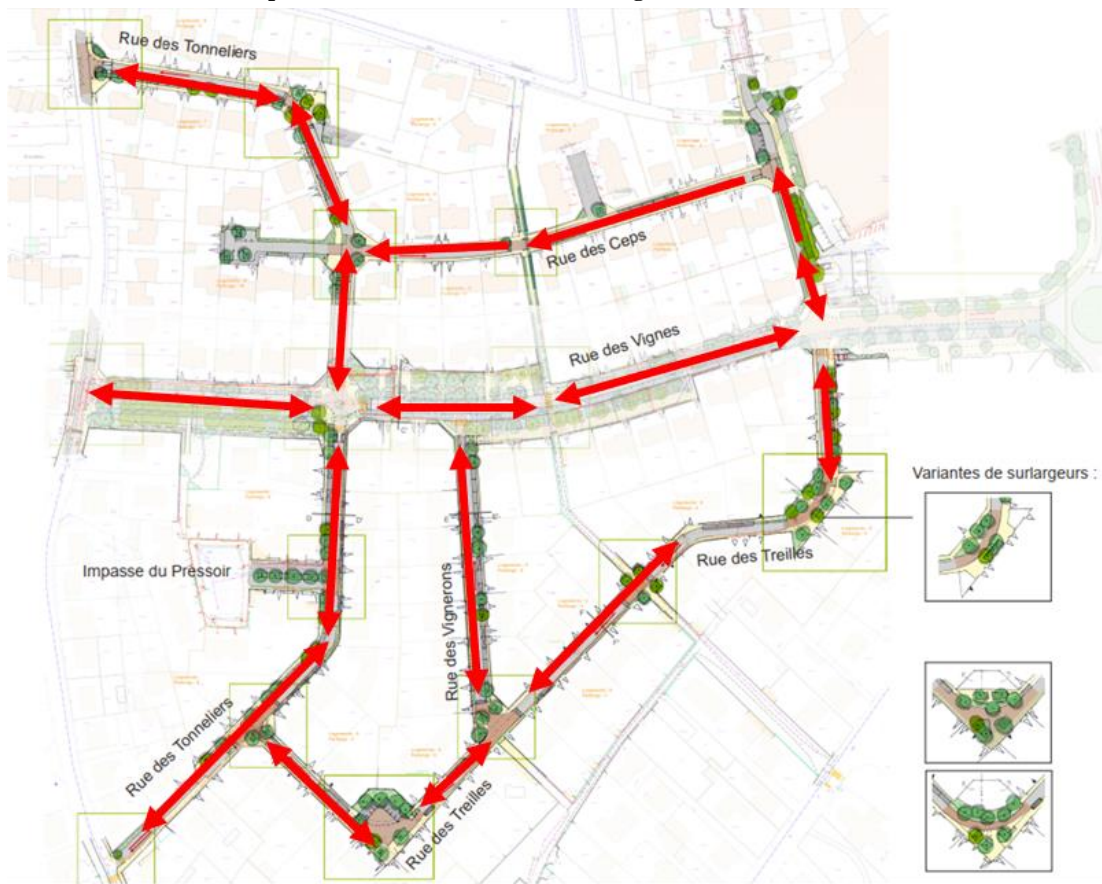 Rue des Tonneliers
Rue des Ceps
Rue des Vignes
Variantes de surlargeurs :
Rue des Treilles
Impasse du Pressoir
Rue des Vignerons
Rue des Tonneliers
Rue des Treilles